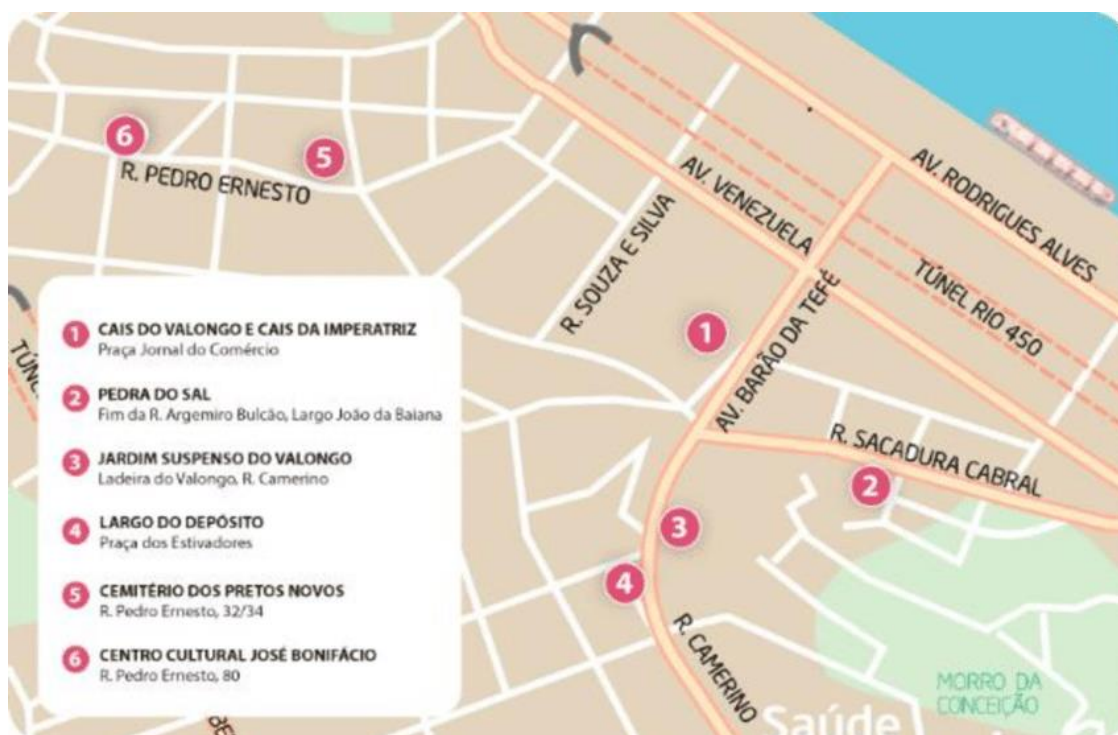 6
5
R. PEDRO ERNESTO
AV. VENEZUELA
AV. RODRIGUES ALVES
R. SOUZA E SILVA
TÚNEL RIO 450
1
AV. BARÃO DA TEFÉ
R. SACADURA CABRAL
2
3
4
R. CAMERINO
MORRO DA
CONCEIÇÃO
Saúde
1 CAIS DO VALONGO E CAIS DA IMPERATRIZ
Praça Jornal do Comércio
2 PEDRA DO SAL
Fim da R. Argemiro Bulcão, Largo João da Baiana
3 JARDIM SUSPENSO DO VALONGO
Ladeira do Valongo, R. Camerino
4 LARGO DO DEPÓSITO
Praça dos Estivadores
5 CEMITÉRIO DOS PRETOS NOVOS
R. Pedro Ernesto, 32/34
6 CENTRO CULTURAL JOSÉ BONIFÁCIO
R. Pedro Ernesto, 80